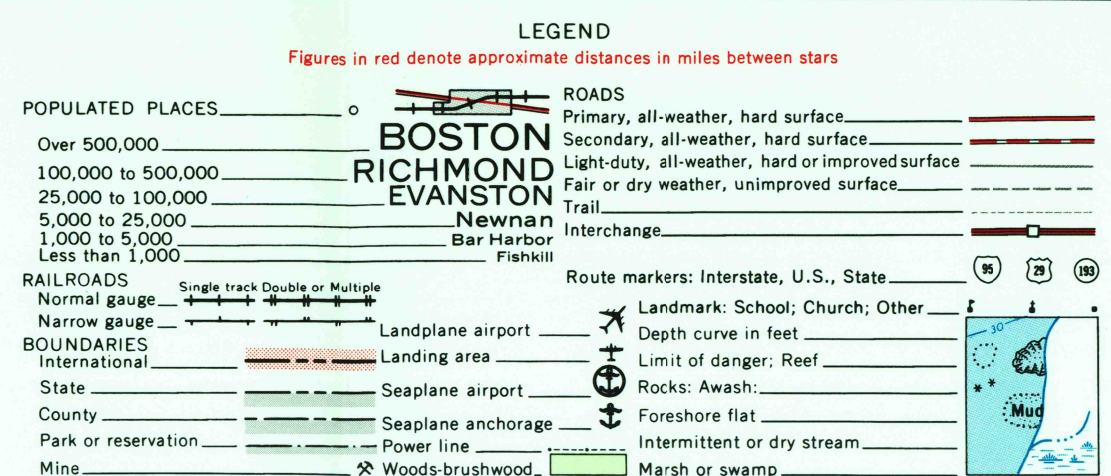 LEGEND
Figures in red denote approximate distances in miles between stars
POPULATED PLACES
Over 500,000 BOSTON
100,000 to 500,000 RICHMOND
25,000 to 100,000 EVANSTON
5,000 to 25,000 Newnan
1,000 to 5,000 Bar Harbor
Less than 1,000 Fishkill
RAILROADS
Single track Double or Multiple
Normal gauge
Narrow gauge
BOUNDARIES
International
State
County
Park or reservation
Mine
Landplane airport
Landing area
Seaplane airport
Seaplane anchorage
Power line
Woods-brushwood
ROADS
Primary, all-weather, hard surface
Secondary, all-weather, hard surface
Light-duty, all-weather, hard or improved surface
Fair or dry weather, unimproved surface
Trail
Interchange
Route markers: Interstate, U.S., State 95 29 193
Landmark: School; Church; Other
Depth curve in feet
Limit of danger; Reef
Rocks: Awash:
Foreshore flat
Intermittent or dry stream
Marsh or swamp
30
Mud